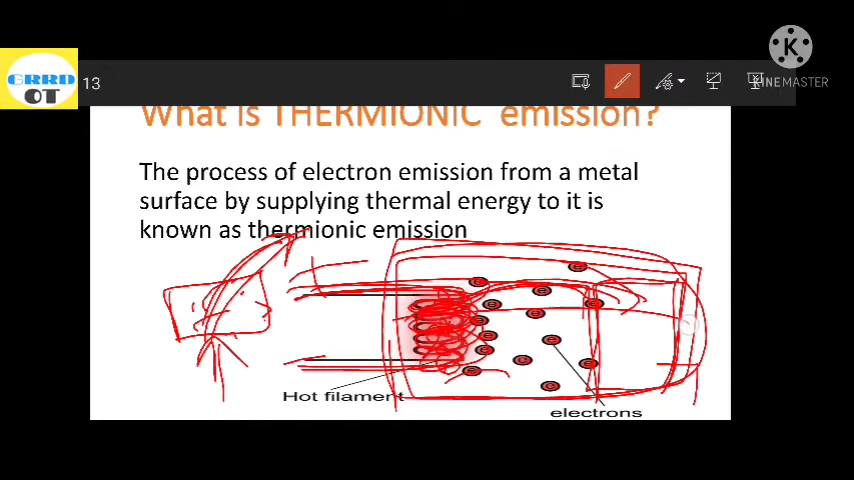 GRRD
OT
13
K
KINEMASTER
What is THERMIONIC emission?
The process of electron emission from a metal
surface by supplying thermal energy to it is
known as thermionic emission
Hot filament
electrons